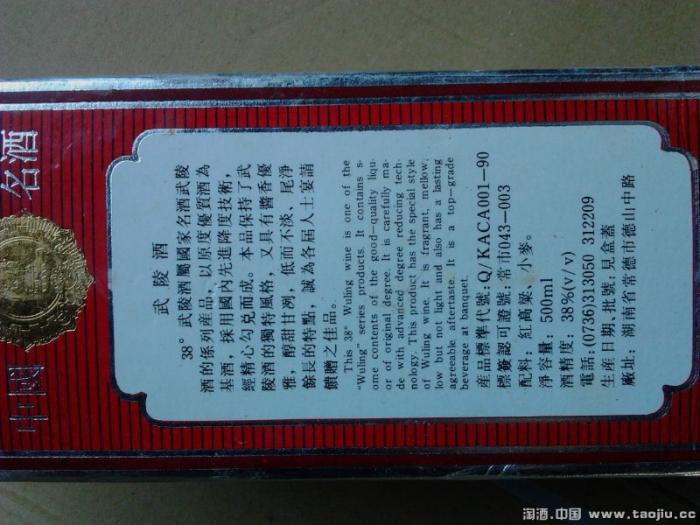 中國
名酒
武陵酒
38° 武陵酒屬國家名酒武陵
酒的係列産品，以原度優質酒為
基酒，採用國内先進降度技術，
經精心勾兑而成。本品保持了武
陵酒的獨特風格，又具有醬香優
雅，醇甜甘洌，低而不淡、尾淨
餘長的特點，誠為各届人士宴請
饋贈之佳品。
This 38° Wuling wine is one of the
"Wuling" series products. It contains s-
ome contents of the good-quality liqu-
or of original degree. It is carefully ma-
de with advanced degree reducing tech-
nology. This product has the special style
of Wuling wine. It is fragrant, mellow,
low but not light and also has a lasting
agreeable aftertaste. It is a top-grade
beverage at banquet.
産品標準代號: Q/KACA001-90
標簽認可證號: 常市043-003
配料: 紅高粱、小麥。
淨容量: 500ml
酒精度: 38%(v/v)
電話: (0736)313050 312209
生産日期、批號: 見盒蓋
廠址: 湖南省常德市德山中路
淘酒.中国 www.taojiu.cc